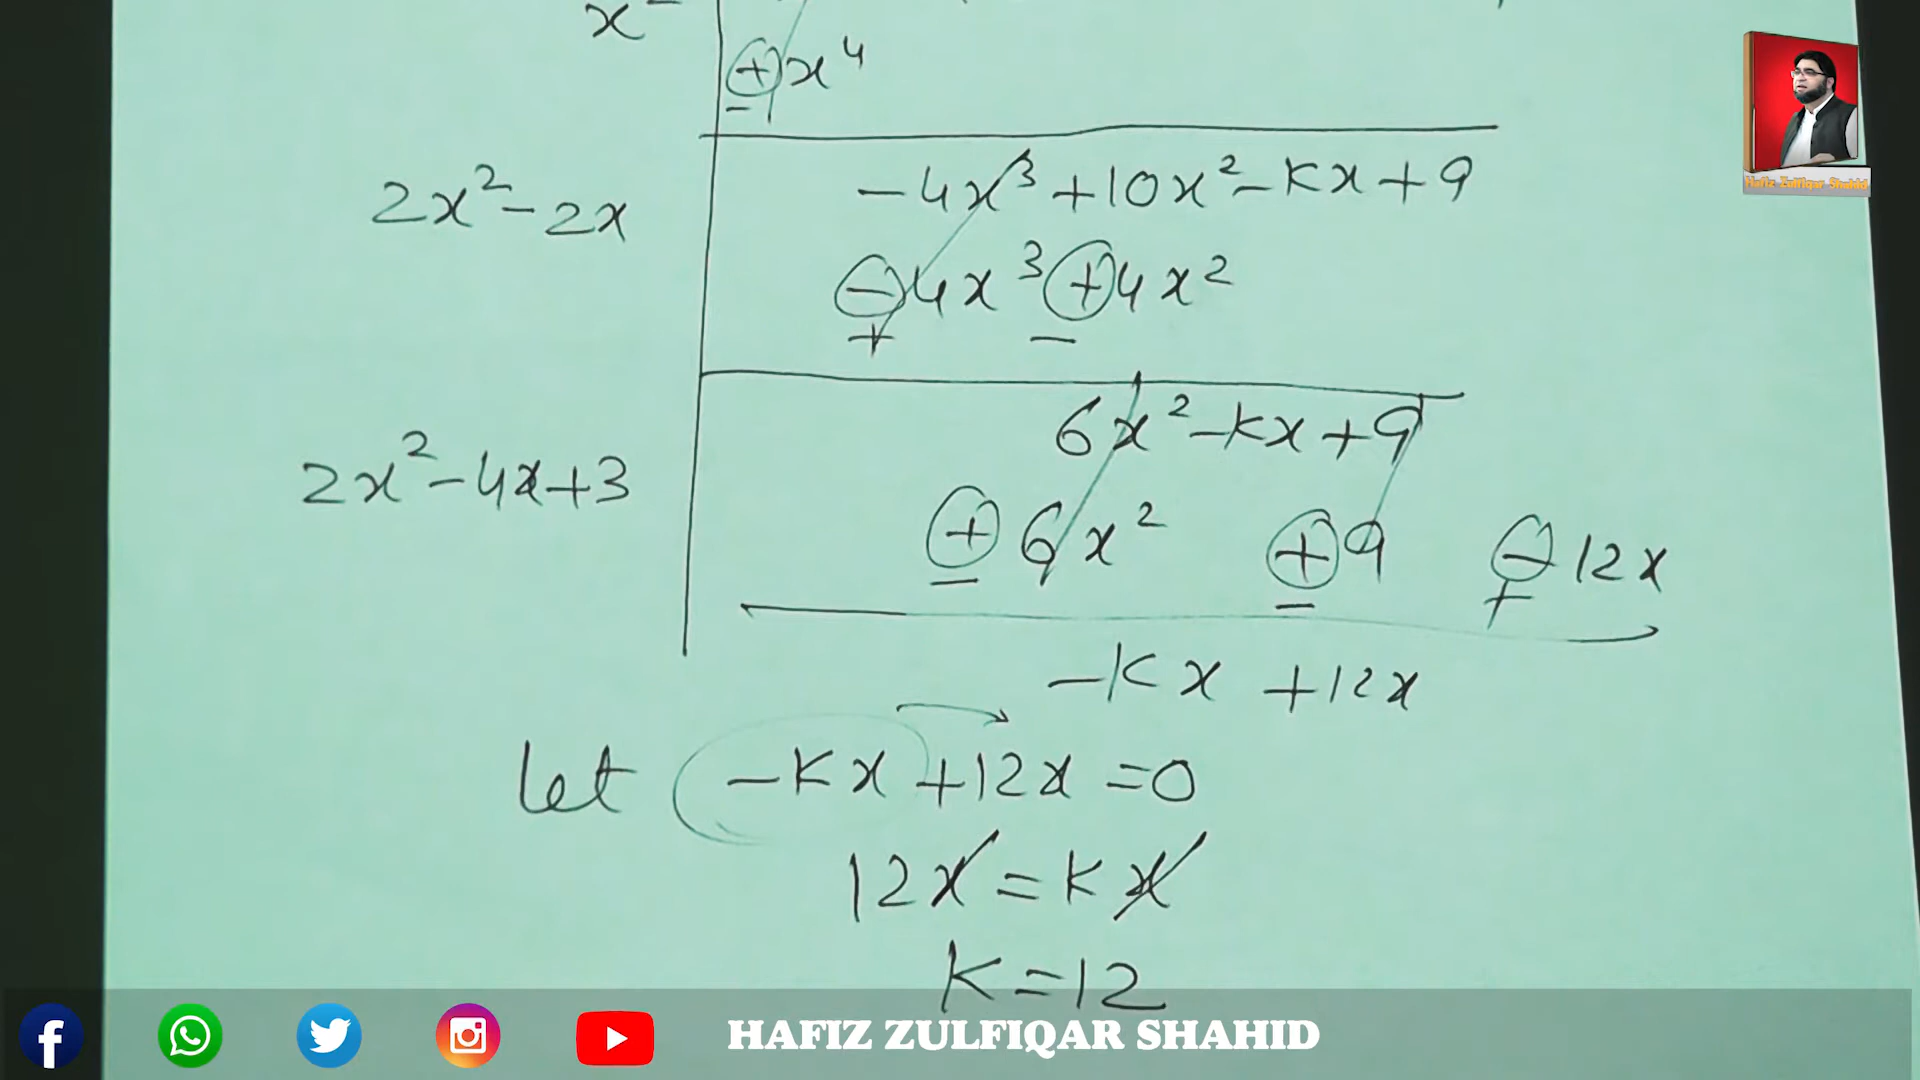 x²
+x⁴
−
−4x³+10x²−Kx+9
2x²−2x
−4x³+4x²
+ −
6x²−Kx+9
2x²−4x+3
+6x² +9 −12x
− − +
−Kx +12x
let −Kx+12x=0
12x=Kx
K=12
Hafiz Zulfiqar Shahid
HAFIZ ZULFIQAR SHAHID